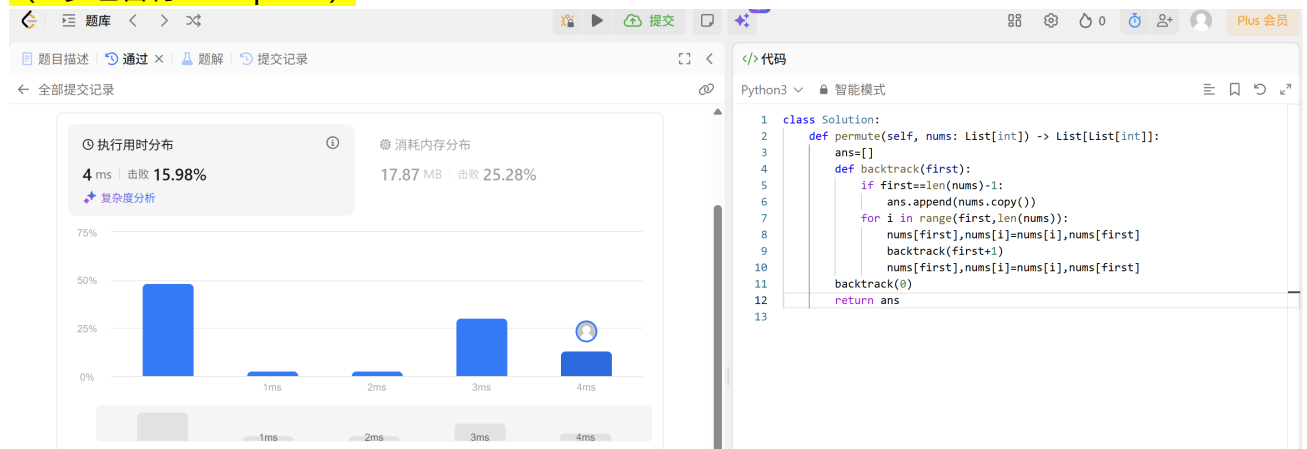 题库
提交
0
Plus 会员
题目描述
通过
题解
提交记录
全部提交记录
执行用时分布
4 ms 击败 15.98%
复杂度分析
消耗内存分布
17.87 MB 击败 25.28%
75%
50%
25%
0%
1ms 2ms 3ms 4ms
1ms 2ms 3ms 4ms
</>代码
Python3 智能模式
1 class Solution:
2 def permute(self, nums: List[int]) -> List[List[int]]:
3 ans=[]
4 def backtrack(first):
5 if first==len(nums)-1:
6 ans.append(nums.copy())
7 for i in range(first,len(nums)):
8 nums[first],nums[i]=nums[i],nums[first]
9 backtrack(first+1)
10 nums[first],nums[i]=nums[i],nums[first]
11 backtrack(0)
12 return ans
13